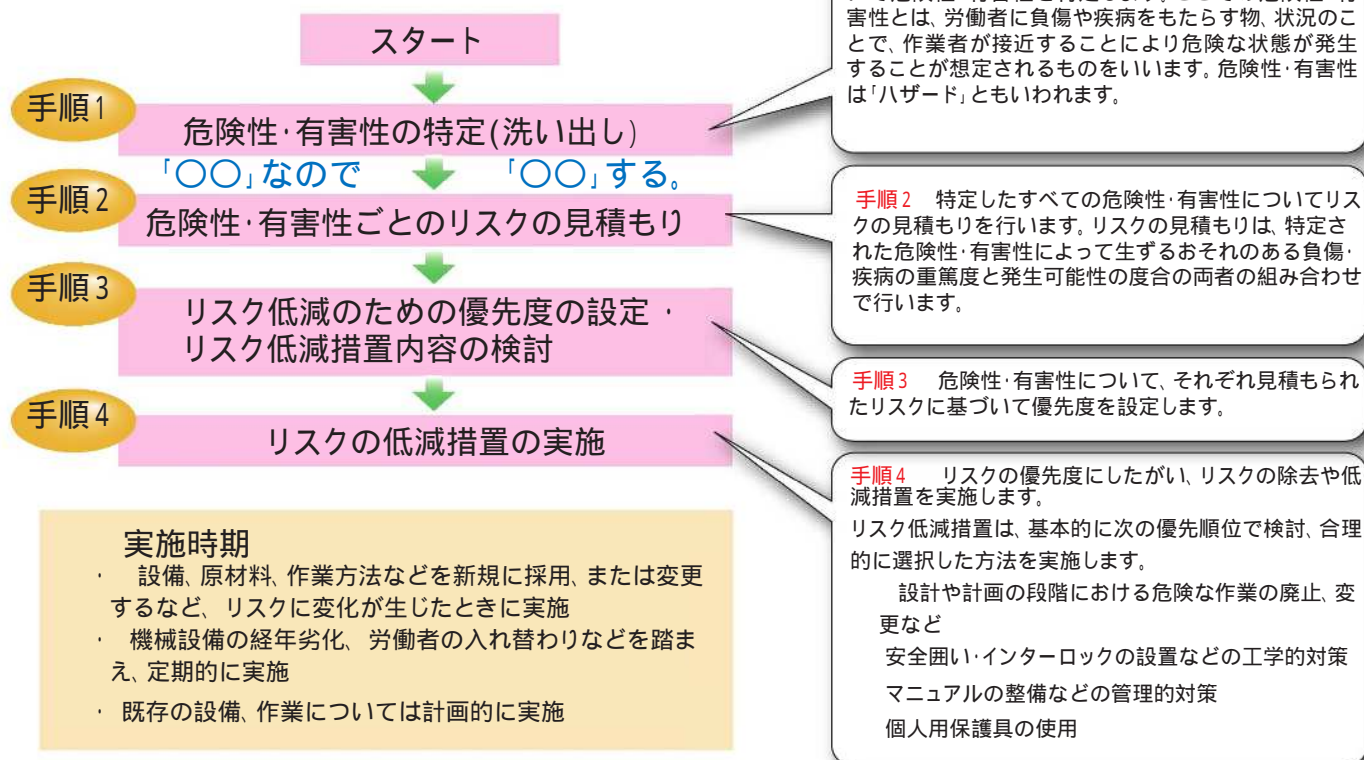 スタート
手順1
危険性・有害性の特定(洗い出し)
「○○」なので 「○○」する。
手順2
危険性・有害性ごとのリスクの見積もり
手順3
リスク低減のための優先度の設定・
リスク低減措置内容の検討
手順4
リスクの低減措置の実施
実施時期
・ 設備、原材料、作業方法などを新規に採用、または変更
するなど、リスクに変化が生じたときに実施
・ 機械設備の経年劣化、労働者の入れ替わりなどを踏ま
え、定期的に実施
・ 既存の設備、作業については計画的に実施
害性とは、労働者に負傷や疾病をもたらす物、状況のこ
とで、作業者が接近することにより危険な状態が発生
することが想定されるものをいいます。危険性・有害性
は「ハザード」ともいわれます。
手順2 特定したすべての危険性・有害性についてリス
クの見積もりを行います。リスクの見積もりは、特定さ
れた危険性・有害性によって生ずるおそれのある負傷・
疾病の重篤度と発生可能性の度合の両者の組み合わせ
で行います。
手順3 危険性・有害性について、それぞれ見積もられ
たリスクに基づいて優先度を設定します。
手順4 リスクの優先度にしたがい、リスクの除去や低
減措置を実施します。
リスク低減措置は、基本的に次の優先順位で検討、合理
的に選択した方法を実施します。
設計や計画の段階における危険な作業の廃止、変
更など
安全囲い・インターロックの設置などの工学的対策
マニュアルの整備などの管理的対策
個人用保護具の使用